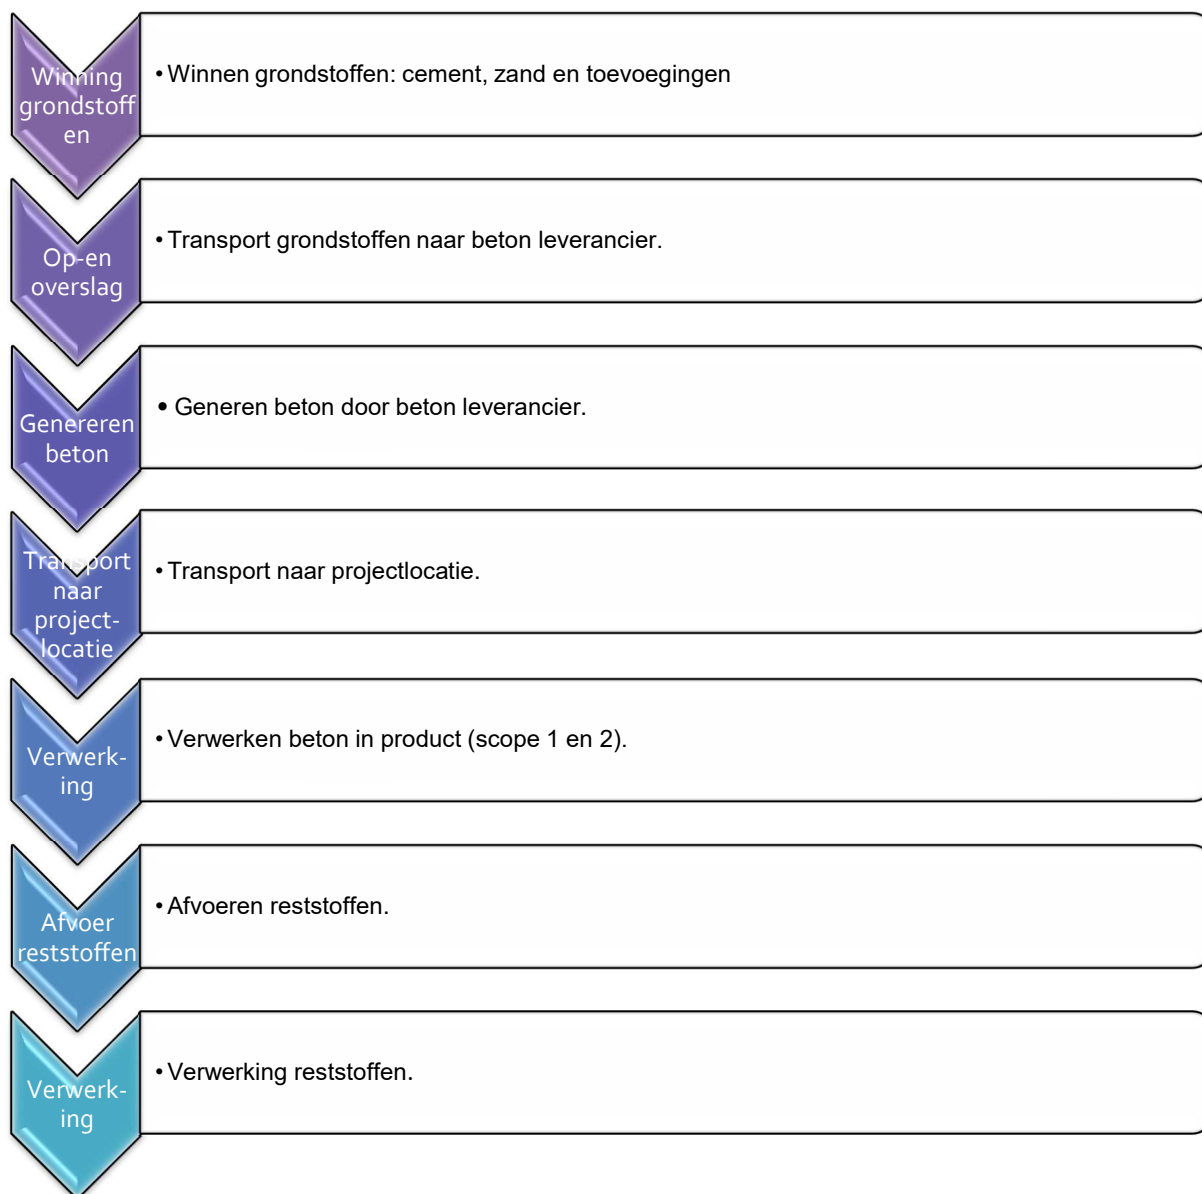 Winning
grondstoff
en
• Winnen grondstoffen: cement, zand en toevoegingen
Op-en
overslag
• Transport grondstoffen naar beton leverancier.
Genereren
beton
• Generen beton door beton leverancier.
Transport
naar
project-
locatie
• Transport naar projectlocatie.
Verwerk-
ing
• Verwerken beton in product (scope 1 en 2).
Afvoer
reststoffen
• Afvoeren reststoffen.
Verwerk-
ing
• Verwerking reststoffen.